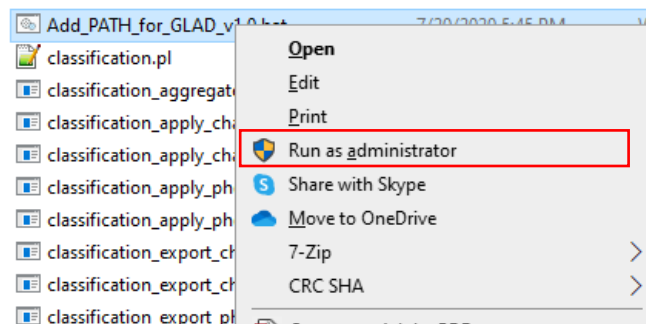 Add_PATH_for_GLAD_v1.0.bat 7/20/2020 5:45 PM
Open
classification.pl
Edit
classification_aggregat
Print
classification_apply_cha
Run as administrator
classification_apply_cha
Share with Skype
classification_apply_ph
Move to OneDrive
classification_apply_ph
7-Zip
classification_export_ch
CRC SHA
classification_export_ch
classification_export_ph